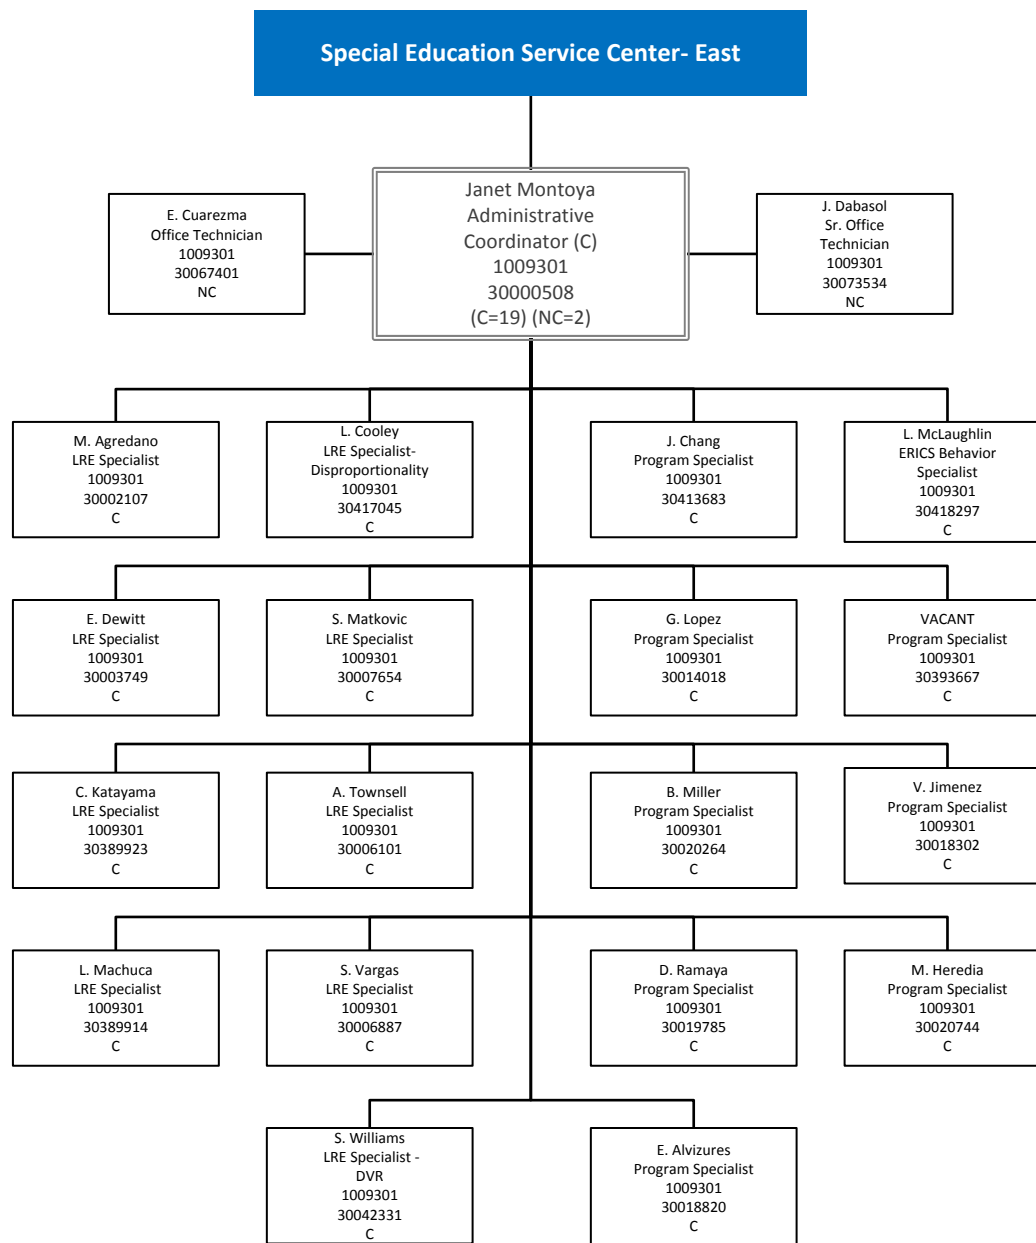 Special Education Service Center- East
Janet Montoya
Administrative
Coordinator (C)
1009301
30000508
(C=19) (NC=2)
E. Cuarezma
Office Technician
1009301
30067401
NC
J. Dabasol
Sr. Office
Technician
1009301
30073534
NC
M. Agredano
LRE Specialist
1009301
30002107
C
L. Cooley
LRE Specialist-
Disproportionality
1009301
30417045
C
J. Chang
Program Specialist
1009301
30413683
C
L. McLaughlin
ERICS Behavior
Specialist
1009301
30418297
C
E. Dewitt
LRE Specialist
1009301
30003749
C
S. Matkovic
LRE Specialist
1009301
30007654
C
G. Lopez
Program Specialist
1009301
30014018
C
VACANT
Program Specialist
1009301
30393667
C
C. Katayama
LRE Specialist
1009301
30389923
C
A. Townsell
LRE Specialist
1009301
30006101
C
B. Miller
Program Specialist
1009301
30020264
C
V. Jimenez
Program Specialist
1009301
30018302
C
L. Machuca
LRE Specialist
1009301
30389914
C
S. Vargas
LRE Specialist
1009301
30006887
C
D. Ramaya
Program Specialist
1009301
30019785
C
M. Heredia
Program Specialist
1009301
30020744
C
S. Williams
LRE Specialist -
DVR
1009301
30042331
C
E. Alvizures
Program Specialist
1009301
30018820
C